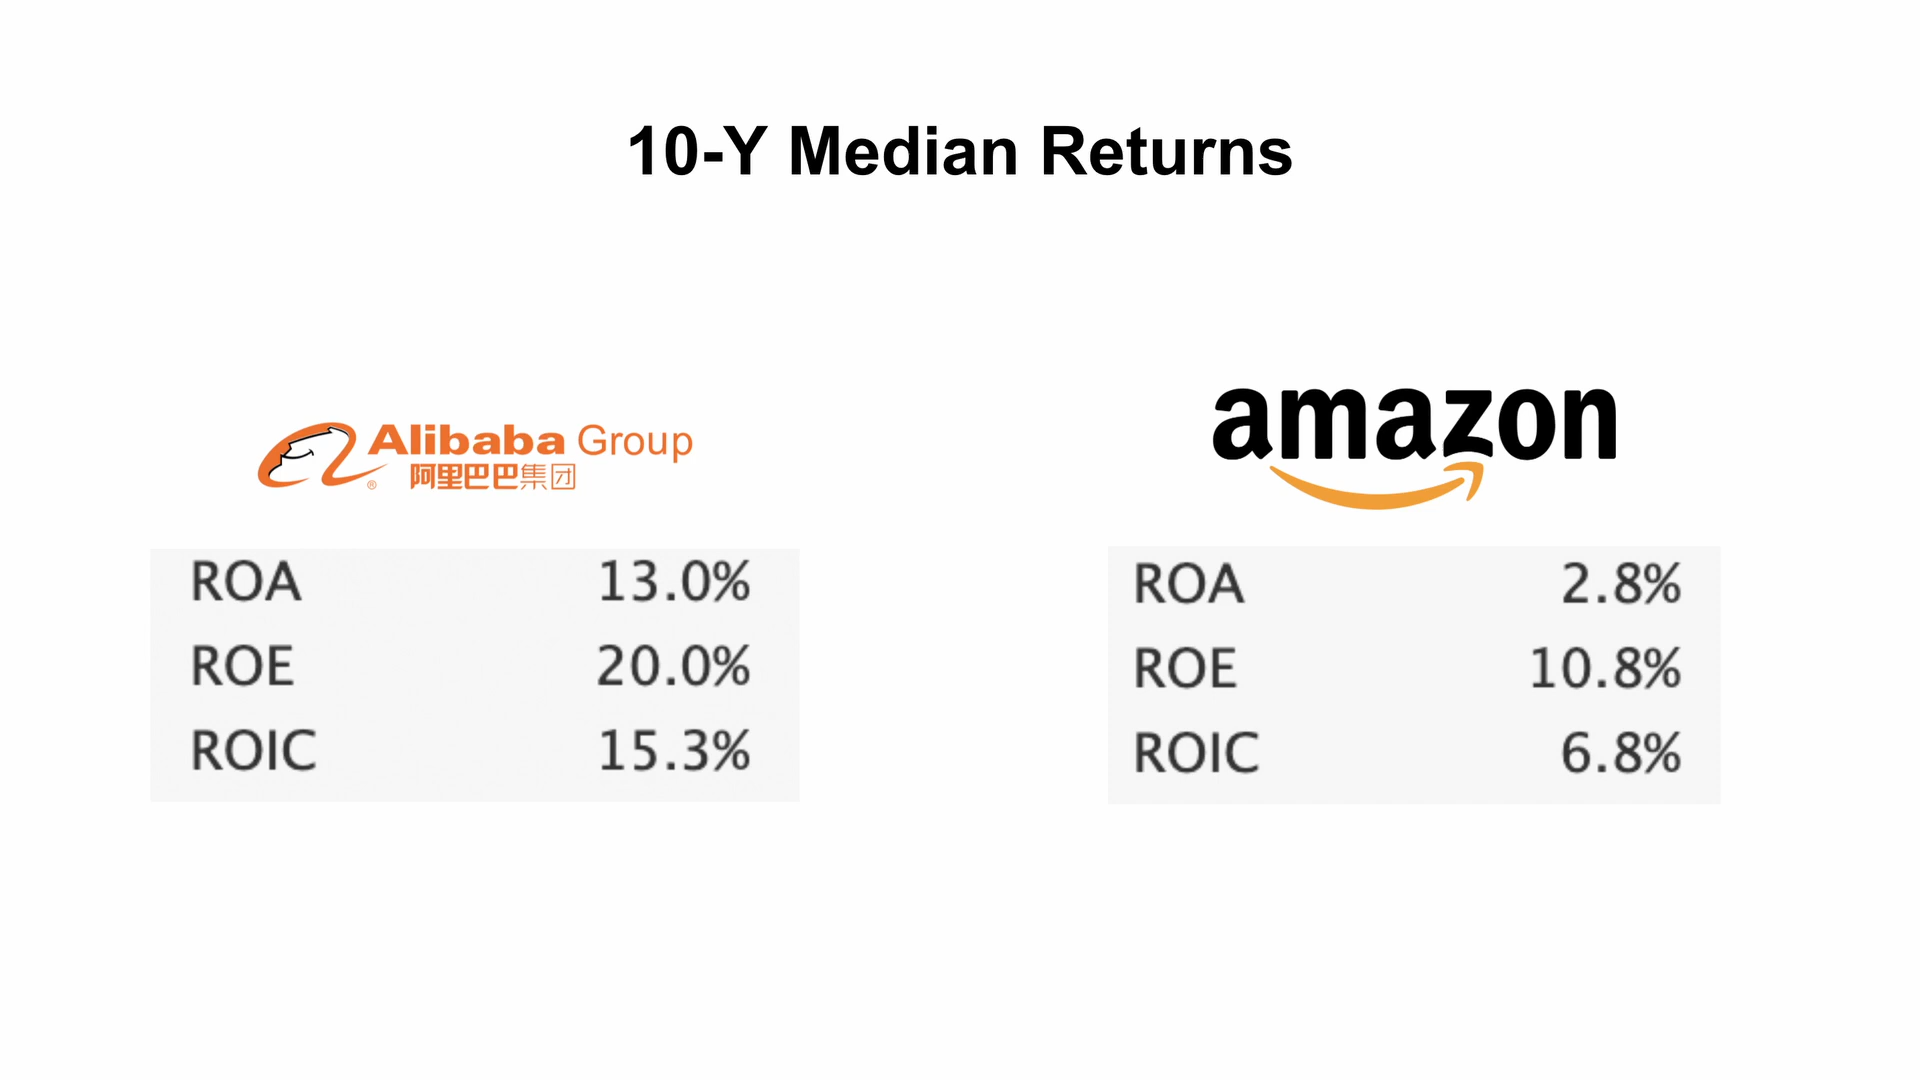 10-Y Median Returns
Alibaba Group
®
阿里巴巴集团
ROA 13.0%
ROE 20.0%
ROIC 15.3%
amazon
ROA 2.8%
ROE 10.8%
ROIC 6.8%